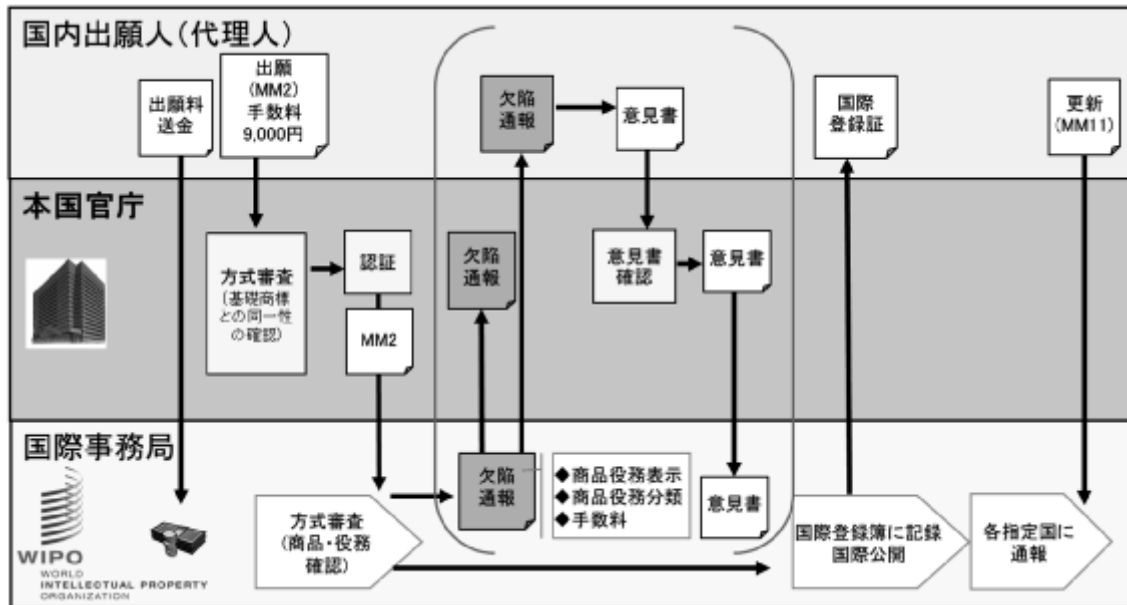 国内出願人(代理人)
出願料
送金
出願
(MM2)
手数料
9,000円
欠陥
通報
意見書
国際
登録証
更新
(MM11)
本国官庁
方式審査
(基礎商標
との同一性
の確認)
認証
MM2
欠陥
通報
意見書
確認
意見書
国際事務局
WIPO
WORLD
INTELLECTUAL PROPERTY
ORGANIZATION
方式審査
(商品・役務
確認)
欠陥
通報
◆商品役務表示
◆商品役務分類
◆手数料
意見書
国際登録簿に記録
国際公開
各指定国に
通報